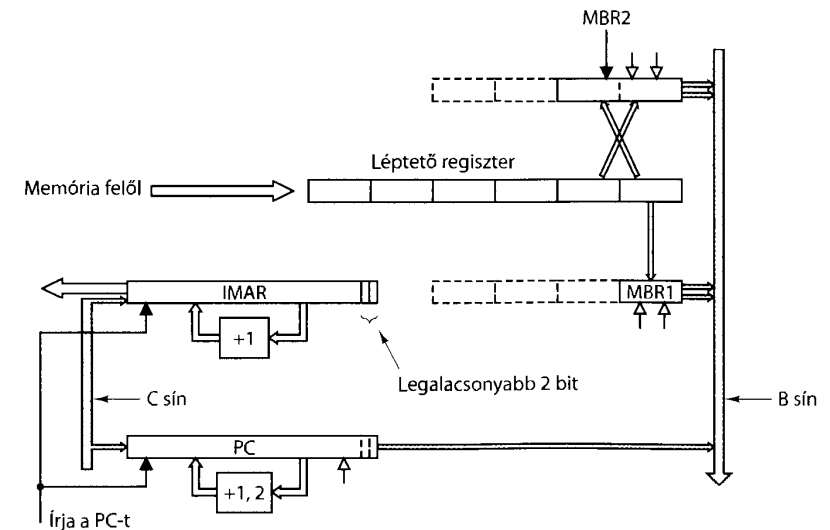 MBR2
Léptető regiszter
Memória felől
IMAR
MBR1
+1
Legalacsonyabb 2 bit
C sín
B sín
PC
+1, 2
Írja a PC-t